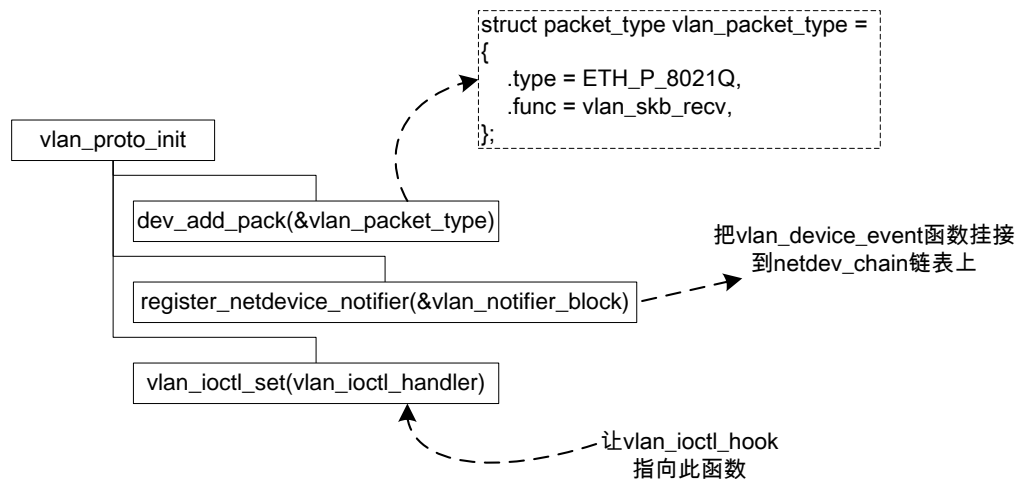 struct packet_type vlan_packet_type =
{
.type = ETH_P_8021Q,
.func = vlan_skb_recv,
};
vlan_proto_init
dev_add_pack(&vlan_packet_type)
把vlan_device_event函数挂接
到netdev_chain链表上
register_netdevice_notifier(&vlan_notifier_block)
vlan_ioctl_set(vlan_ioctl_handler)
让vlan_ioctl_hook
指向此函数